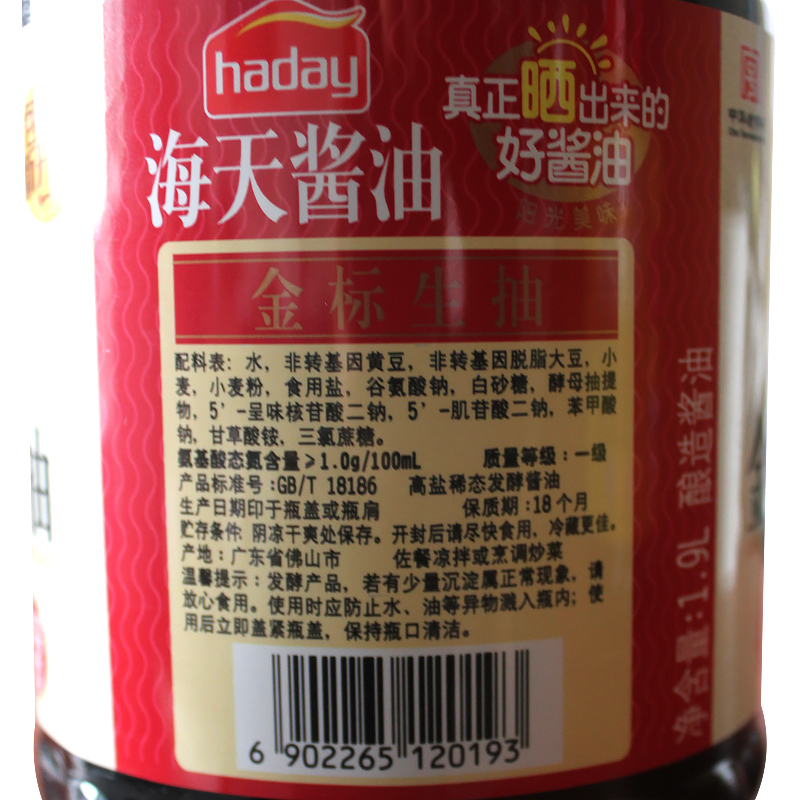 haday
真正晒出来的
好酱油
阳光美味
海天酱油
金标生抽
配料表: 水, 非转基因黄豆, 非转基因脱脂大豆, 小
麦, 小麦粉, 食用盐, 谷氨酸钠, 白砂糖, 酵母抽提
物, 5'-呈味核苷酸二钠, 5'-肌苷酸二钠, 苯甲酸
钠, 甘草酸铵, 三氯蔗糖。
氨基酸态氮含量≥1.0g/100mL 质量等级: 一级
产品标准号:GB/T 18186 高盐稀态发酵酱油
生产日期印于瓶盖或瓶肩 保质期:18个月
贮存条件: 阴凉干爽处保存。开封后请尽快食用, 冷藏更佳。
产地: 广东省佛山市 佐餐凉拌或烹调炒菜
温馨提示: 发酵产品, 若有少量沉淀属正常现象, 请
放心食用。使用时应防止水、油等异物溅入瓶内; 使
用后立即盖紧瓶盖, 保持瓶口清洁。
6 902265 120193
净含量:1.9L 酿造酱油